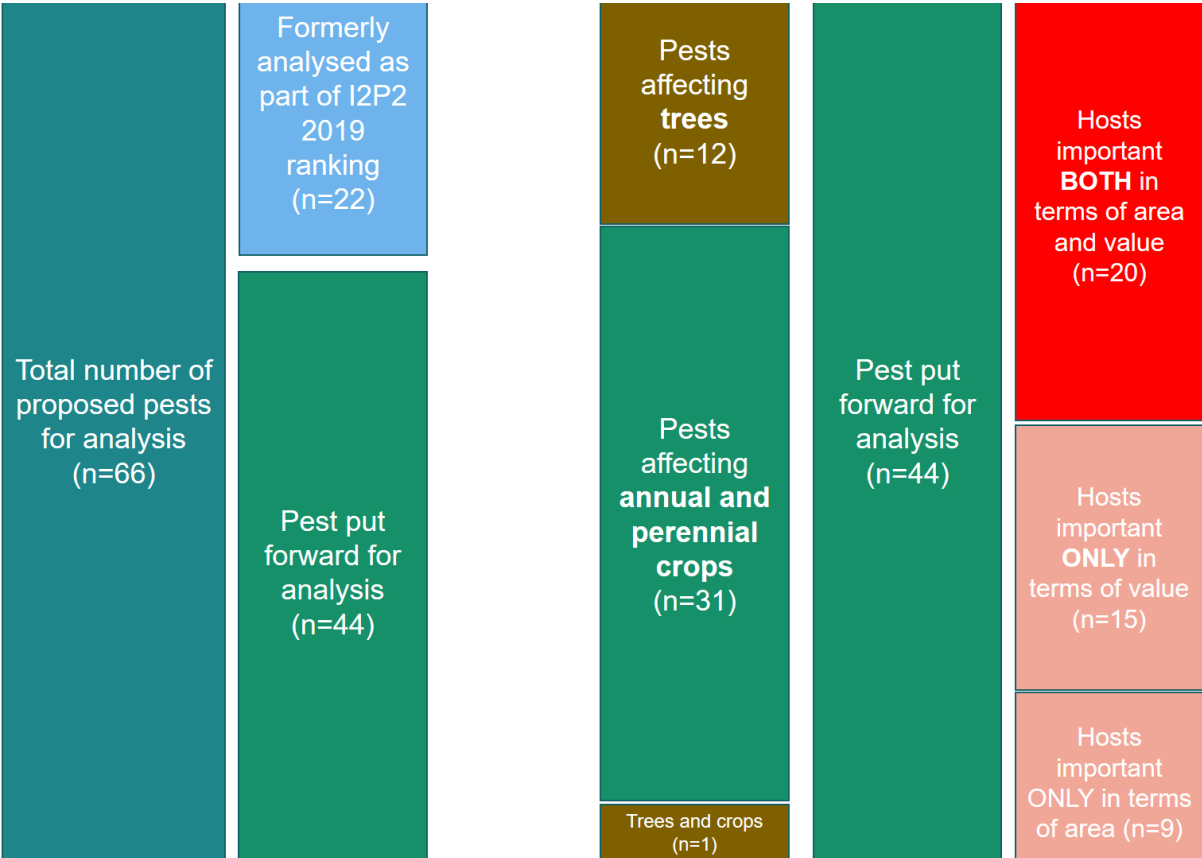 Total number of
proposed pests
for analysis
(n=66)
Formerly
analysed as
part of I2P2
2019
ranking
(n=22)
Pest put
forward for
analysis
(n=44)
Pests
affecting
trees
(n=12)
Pests
affecting
annual and
perennial
crops
(n=31)
Trees and crops
(n=1)
Pest put
forward for
analysis
(n=44)
Hosts
important
BOTH in
terms of area
and value
(n=20)
Hosts
important
ONLY in
terms of value
(n=15)
Hosts
important
ONLY in terms
of area (n=9)